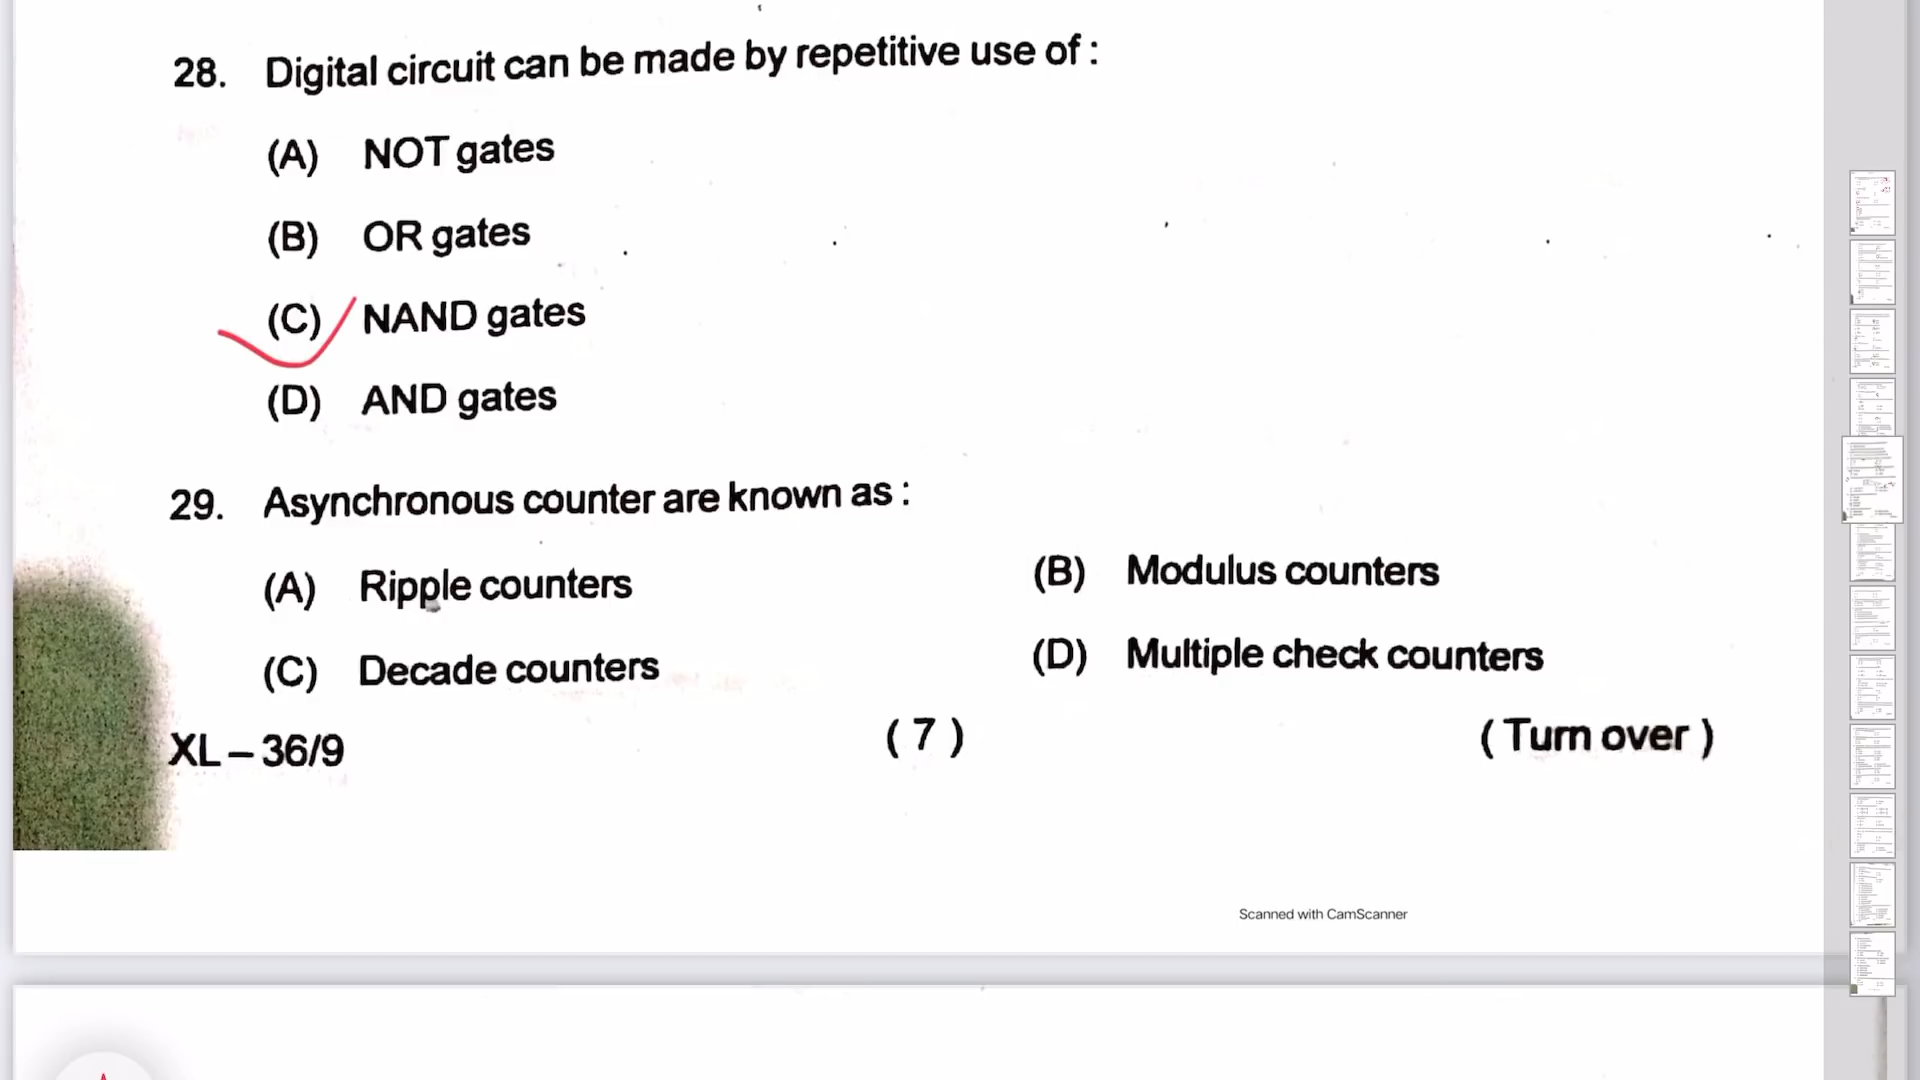 28. Digital circuit can be made by repetitive use of :
(A) NOT gates
(B) OR gates
(C) NAND gates
(D) AND gates
29. Asynchronous counter are known as :
(A) Ripple counters (B) Modulus counters
(C) Decade counters (D) Multiple check counters
XL – 36/9 ( 7 ) ( Turn over )
Scanned with CamScanner